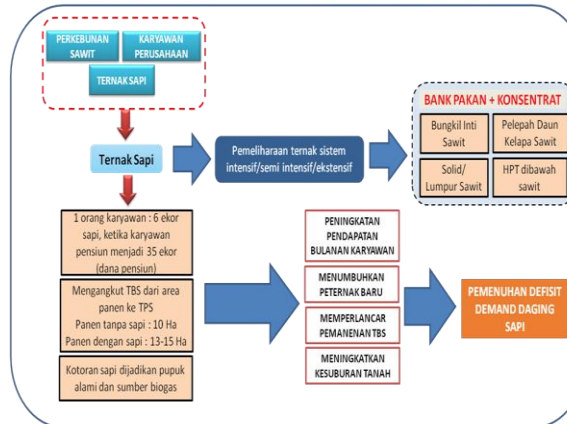 PERKEBUNAN
SAWIT
KARYAWAN
PERUSAHAAN
TERNAK SAPI
Ternak Sapi
Pemeliharaan ternak sistem
intensif/semi intensif/ekstensif
BANK PAKAN + KONSENTRAT
Bungkil Inti
Sawit
Pelepah Daun
Kelapa Sawit
Solid/
Lumpur Sawit
HPT dibawah
sawit
1 orang karyawan : 6 ekor
sapi, ketika karyawan
pensiun menjadi 35 ekor
(dana pensiun)
Mengangkut TBS dari area
panen ke TPS
Panen tanpa sapi : 10 Ha
Panen dengan sapi : 13-15 Ha
Kotoran sapi dijadikan pupuk
alami dan sumber biogas
PENINGKATAN
PENDAPATAN
BULANAN KARYAWAN
MENUMBUHKAN
PETERNAK BARU
MEMPERLANCAR
PEMANENAN TBS
MENINGKATKAN
KESUBURAN TANAH
PEMENUHAN DEFISIT
DEMAND DAGING
SAPI